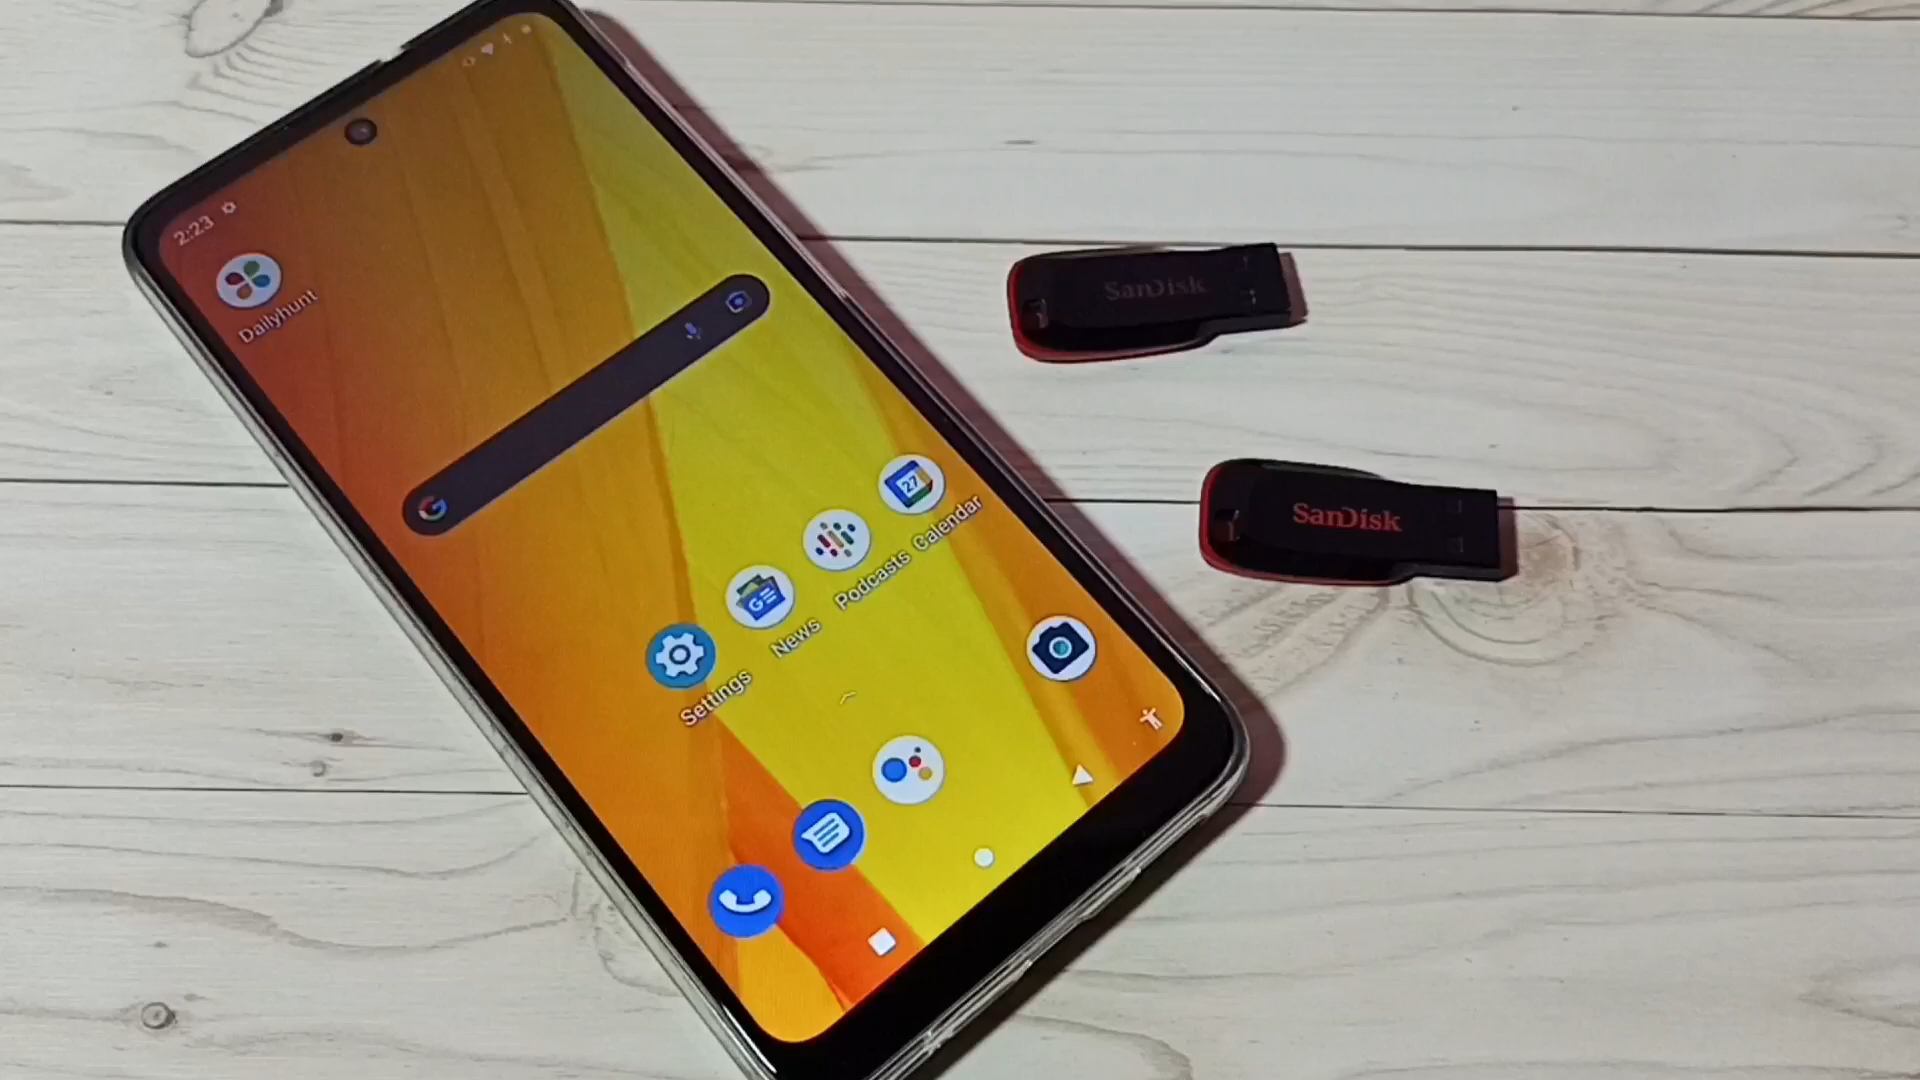 2:23
Dailyhunt
G
27
Calendar
Podcasts
G
News
Settings
SanDisk
SanDisk